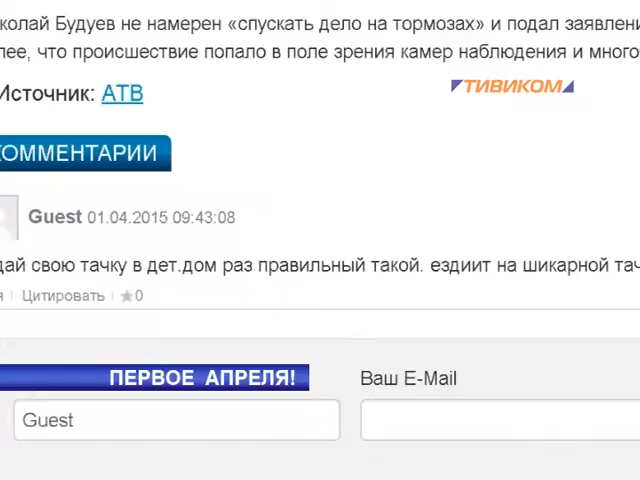 колай Будуев не намерен «спускать дело на тормозах» и подал заявлени
лее, что происшествие попало в поле зрения камер наблюдения и много
Источник: АТВ
ТИВИКОМ
КОММЕНТАРИИ
Guest 01.04.2015 09:43:08
дай свою тачку в дет.дом раз правильный такой. ездиит на шикарной тач
я Цитировать 0
ПЕРВОЕ АПРЕЛЯ!
Ваш E-Mail
Guest